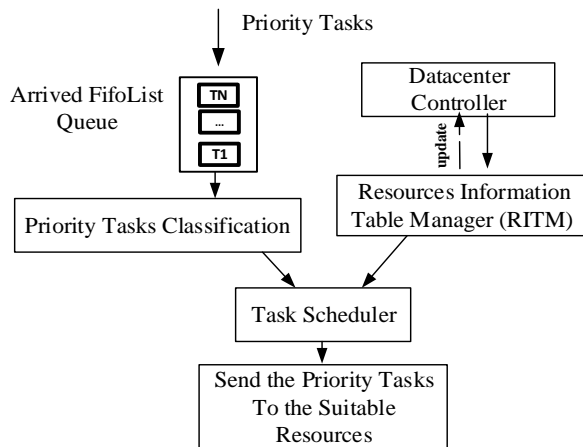 Priority Tasks
Arrived FifoList
Queue
TN
...
T1
Datacenter
Controller
update
Priority Tasks Classification
Resources Information
Table Manager (RITM)
Task Scheduler
Send the Priority Tasks
To the Suitable
Resources